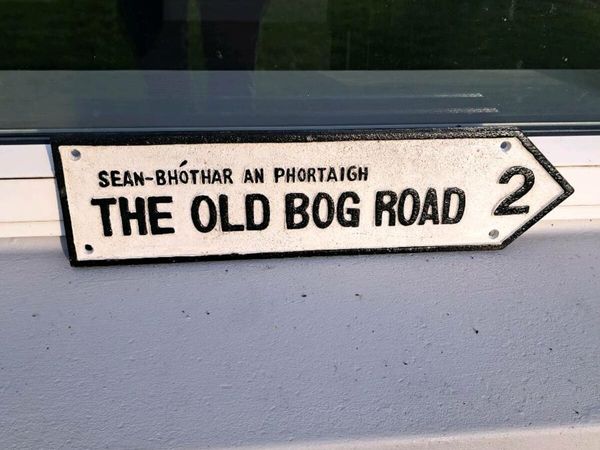 SEAN-BHÓTHAR AN PHORTAIGH
THE OLD BOG ROAD 2